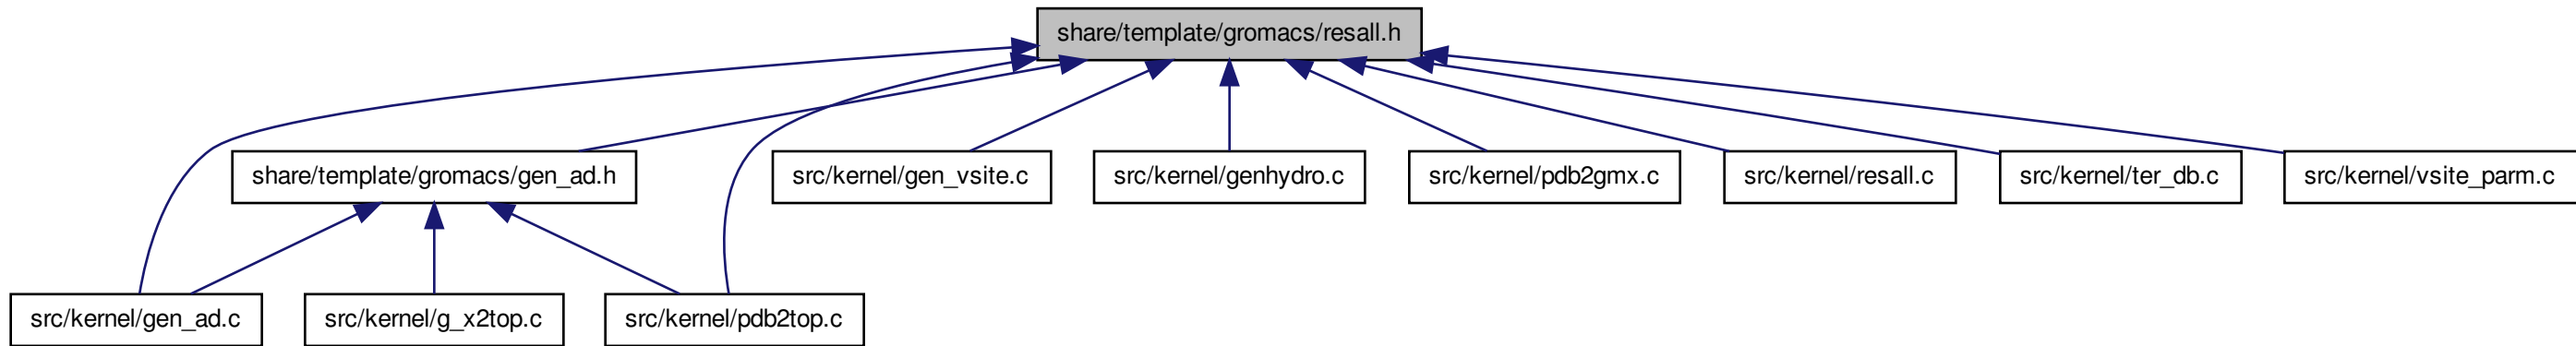 share/template/gromacs/resall.h
share/template/gromacs/gen_ad.h
src/kernel/gen_vsite.c
src/kernel/genhydro.c
src/kernel/pdb2gmx.c
src/kernel/resall.c
src/kernel/ter_db.c
src/kernel/vsite_parm.c
src/kernel/gen_ad.c
src/kernel/g_x2top.c
src/kernel/pdb2top.c